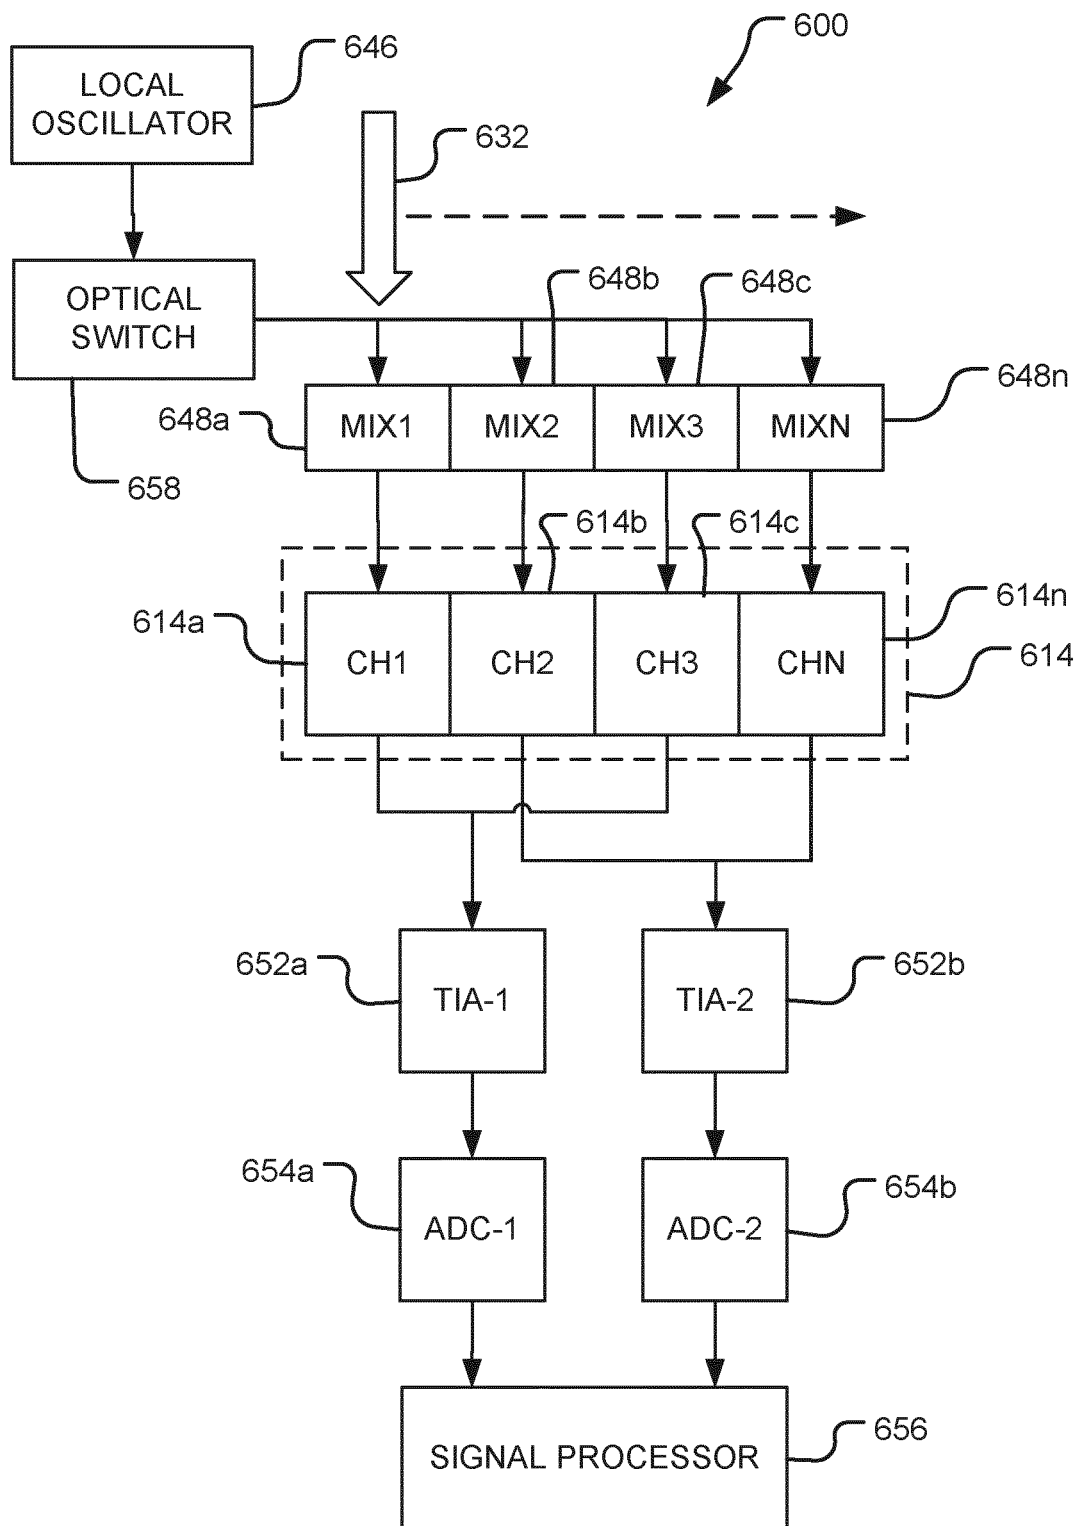 600
646
LOCAL
OSCILLATOR
632
OPTICAL
SWITCH
648b
648c
648n
648a
MIX1
MIX2
MIX3
MIXN
658
614b
614c
614n
614a
CH1
CH2
CH3
CHN
614
652a
TIA-1
TIA-2
652b
654a
ADC-1
ADC-2
654b
SIGNAL PROCESSOR
656